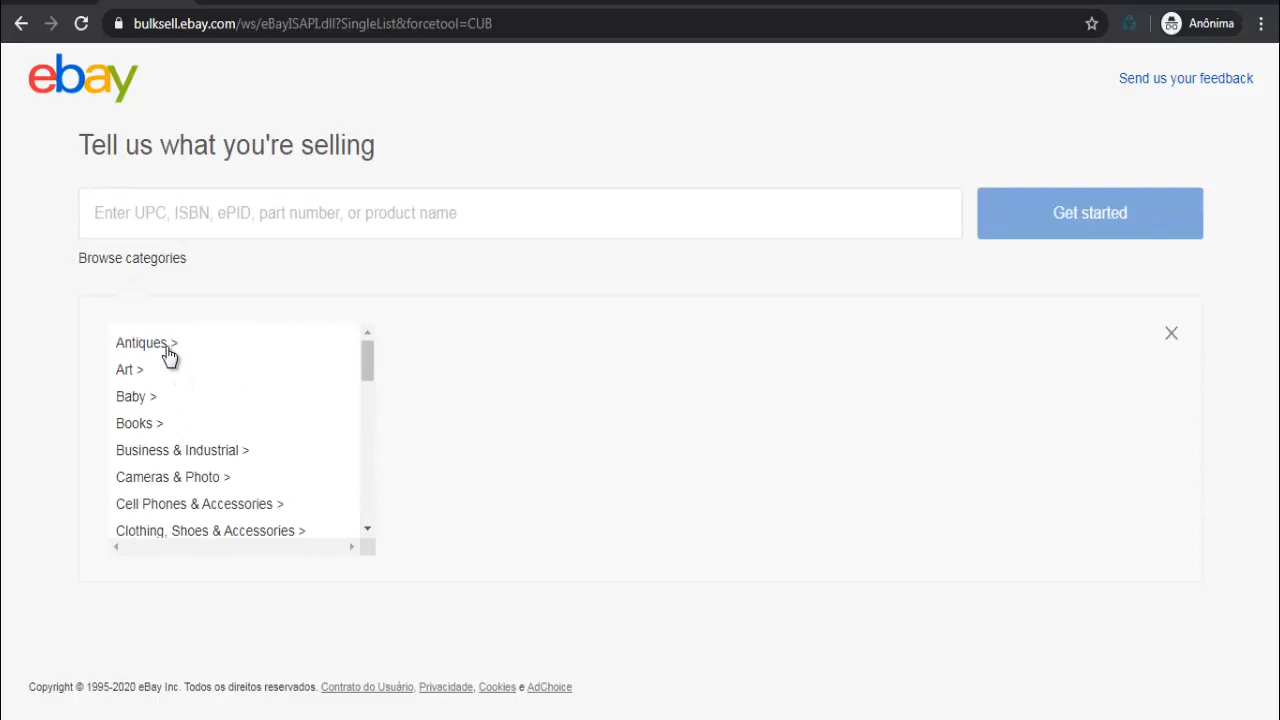 bulksell.ebay.com/ws/eBayISAPI.dll?SingleList&forcetool=CUB
Anônima
ebay
Send us your feedback
Tell us what you're selling
Enter UPC, ISBN, ePID, part number, or product name
Get started
Browse categories
Antiques >
Art >
Baby >
Books >
Business & Industrial >
Cameras & Photo >
Cell Phones & Accessories >
Clothing, Shoes & Accessories >
Copyright © 1995-2020 eBay Inc. Todos os direitos reservados. Contrato do Usuário, Privacidade, Cookies e AdChoice